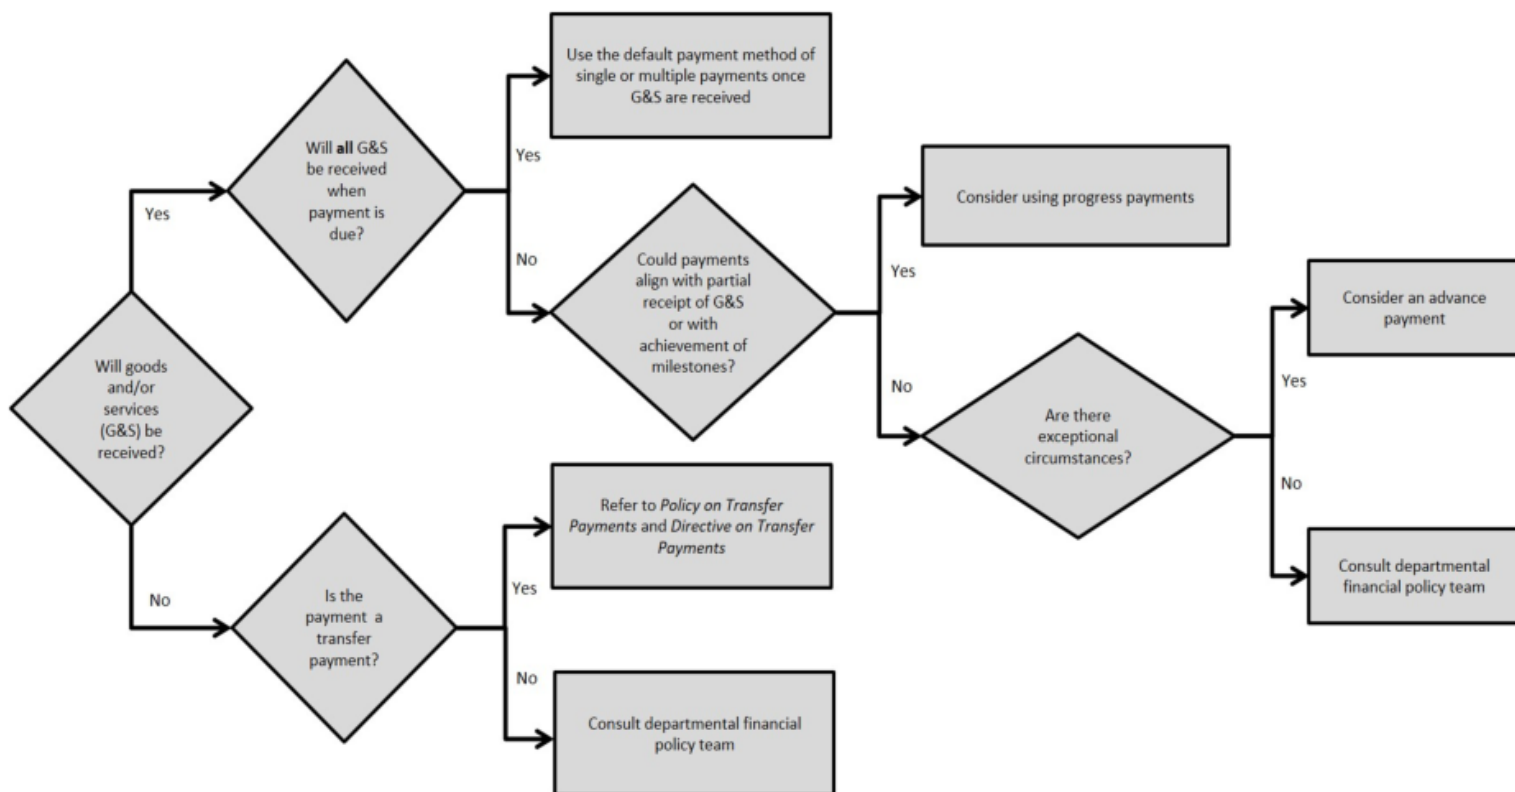 Use the default payment method of
single or multiple payments once
G&S are received
Will all G&S
be received
when
payment is
due?
Yes
Yes
No
Consider using progress payments
Could payments
align with partial
receipt of G&S
or with
achievement of
milestones?
Yes
No
Consider an advance
payment
Will goods
and/or
services
(G&S) be
received?
Are there
exceptional
circumstances?
Yes
No
Refer to Policy on Transfer
Payments and Directive on Transfer
Payments
Consult departmental
financial policy team
No
Is the
payment a
transfer
payment?
Yes
No
Consult departmental financial
policy team